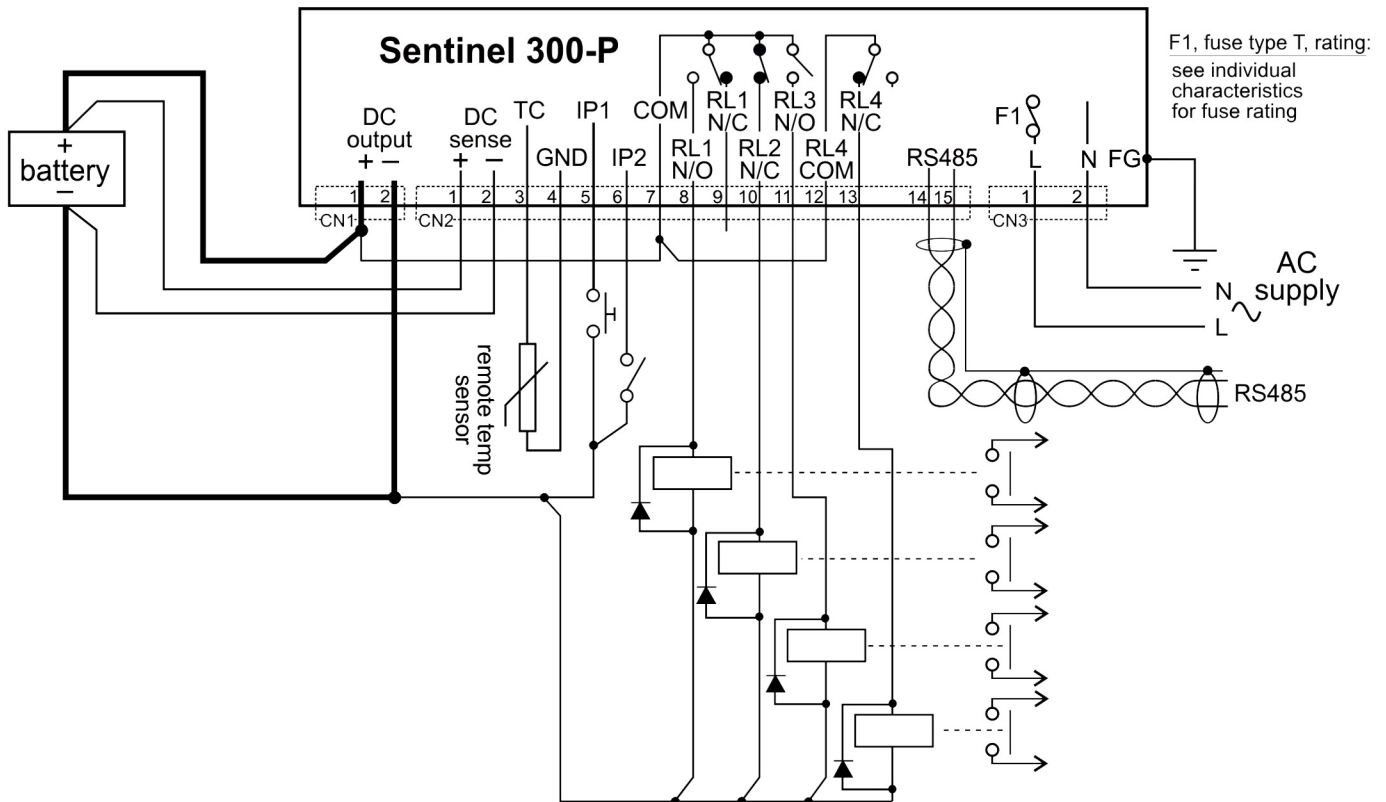 Sentinel 300-P
F1, fuse type T, rating:
see individual
characteristics
for fuse rating
DC
output
+ −
DC
sense
+ −
TC
GND
IP1
IP2
COM
RL1
N/O
RL1
N/C
RL2
N/C
RL3
N/O
RL4
COM
RL4
N/C
RS485
F1
L
N
FG
+
battery
−
1 2
CN1
1 2 3 4 5 6 7 8 9 10 11 12 13 14 15
CN2
1 2
CN3
AC
supply
N
L
remote temp
sensor
RS485